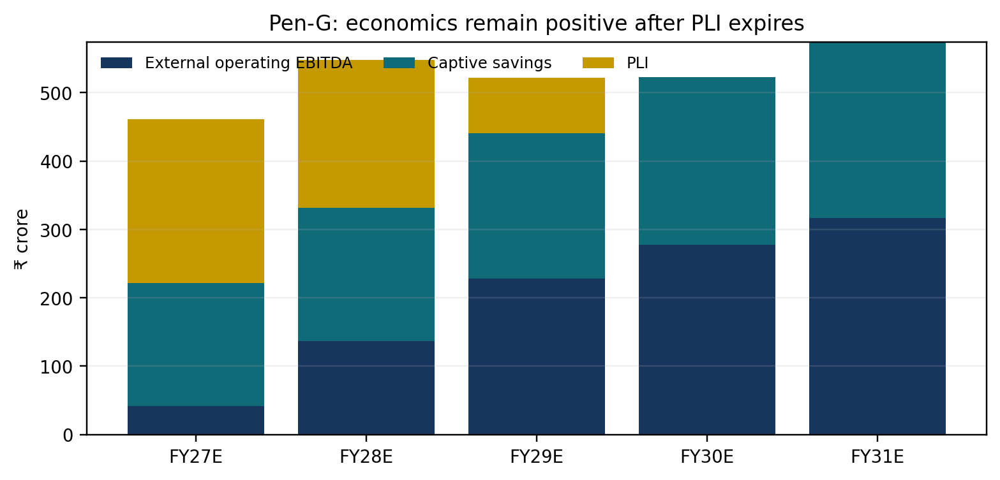 Pen-G: economics remain positive after PLI expires
External operating EBITDA Captive savings PLI
500
400
300
200
100
0
₹ crore
FY27E FY28E FY29E FY30E FY31E